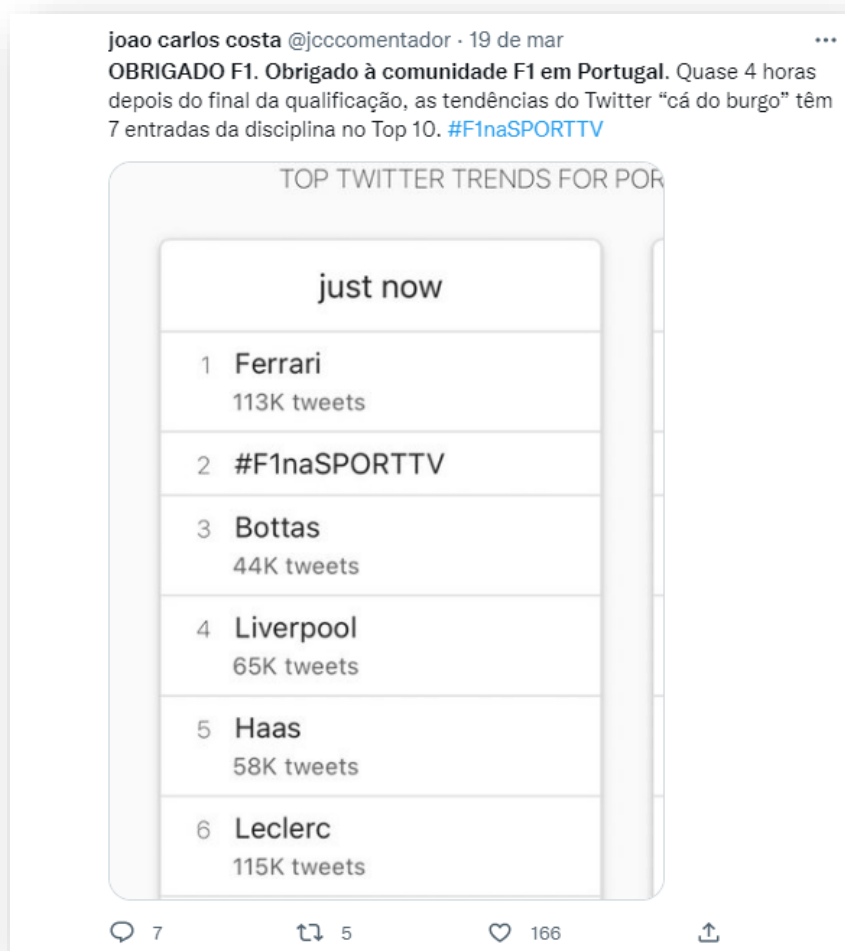 joao carlos costa @jcccomentador · 19 de mar
OBRIGADO F1. Obrigado à comunidade F1 em Portugal. Quase 4 horas
depois do final da qualificação, as tendências do Twitter “cá do burgo” têm
7 entradas da disciplina no Top 10. #F1naSPORTTV
TOP TWITTER TRENDS FOR POR
just now
1 Ferrari
113K tweets
2 #F1naSPORTTV
3 Bottas
44K tweets
4 Liverpool
65K tweets
5 Haas
58K tweets
6 Leclerc
115K tweets
7 5 166